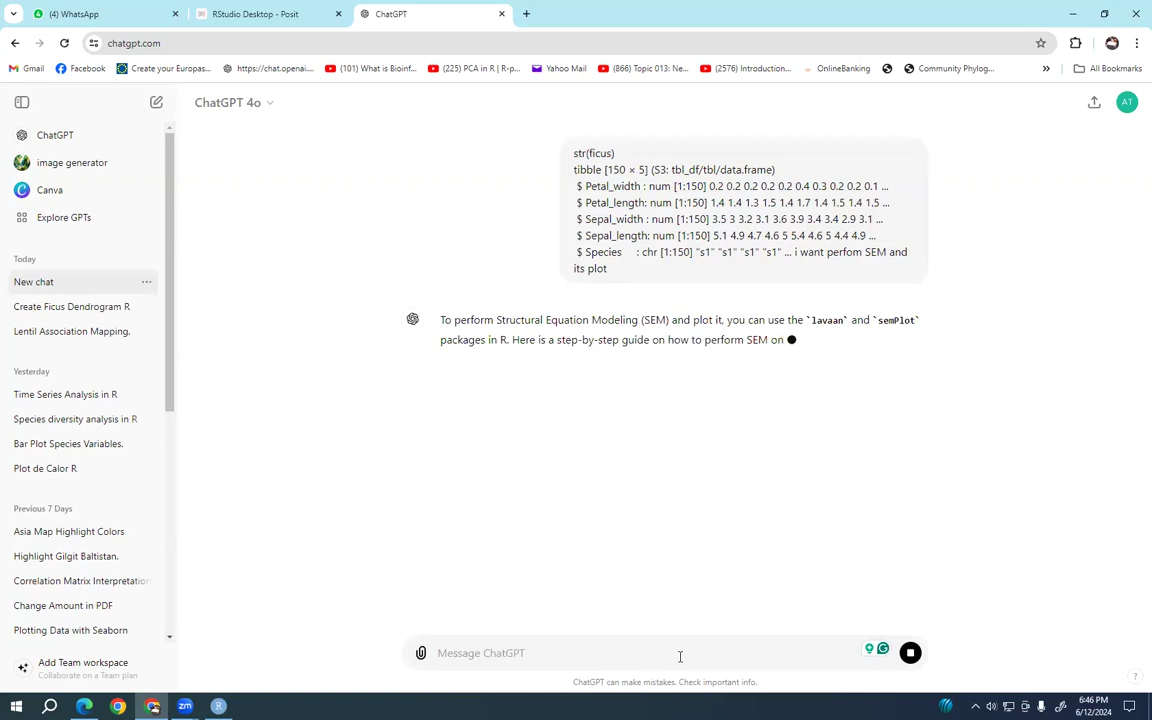 (4) WhatsApp
RStudio Desktop - Posit
ChatGPT
chatgpt.com
Gmail
Facebook
Create your Europas...
https://chat.openai....
(101) What is Bioinf...
(225) PCA in R | R-p...
Yahoo Mail
(866) Topic 013: Ne...
(2576) Introduction...
OnlineBanking
Community Phylog...
All Bookmarks
ChatGPT 4o
AT
ChatGPT
image generator
Canva
Explore GPTs
Today
New chat
Create Ficus Dendrogram R
Lentil Association Mapping.
Yesterday
Time Series Analysis in R
Species diversity analysis in R
Bar Plot Species Variables.
Plot de Calor R
Previous 7 Days
Asia Map Highlight Colors
Highlight Gilgit Baltistan.
Correlation Matrix Interpretation
Change Amount in PDF
Plotting Data with Seaborn
Add Team workspace
Collaborate on a Team plan
str(ficus)
tibble [150 × 5] (S3: tbl_df/tbl/data.frame)
$ Petal_width : num [1:150] 0.2 0.2 0.2 0.2 0.2 0.4 0.3 0.2 0.2 0.1 ...
$ Petal_length: num [1:150] 1.4 1.4 1.3 1.5 1.4 1.7 1.4 1.5 1.4 1.5 ...
$ Sepal_width : num [1:150] 3.5 3 3.2 3.1 3.6 3.9 3.4 3.4 2.9 3.1 ...
$ Sepal_length: num [1:150] 5.1 4.9 4.7 4.6 5 5.4 4.6 5 4.4 4.9 ...
$ Species : chr [1:150] "s1" "s1" "s1" "s1" ... i want perfom SEM and
its plot
To perform Structural Equation Modeling (SEM) and plot it, you can use the `lavaan` and `semPlot`
packages in R. Here is a step-by-step guide on how to perform SEM on
Message ChatGPT
ChatGPT can make mistakes. Check important info.
?
6:46 PM
6/12/2024